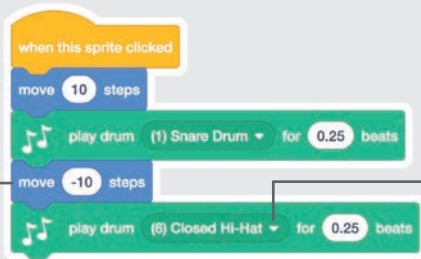 when this sprite clicked
move 10 steps
play drum (1) Snare Drum for 0.25 beats
move -10 steps
play drum (6) Closed Hi-Hat for 0.25 beats